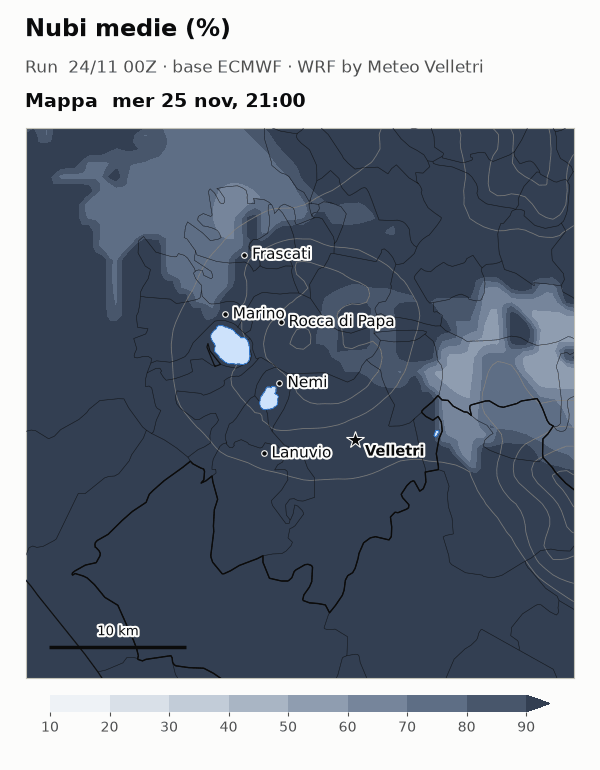 Nubi medie (%)
Run  24/11 00Z · base ECMWF · WRF by Meteo Velletri
Mappa  mer 25 nov, 21:00
Frascati
Marino
Rocca di Papa
Nemi
Velletri
Lanuvio
10 km
10 20 30 40 50 60 70 80 90